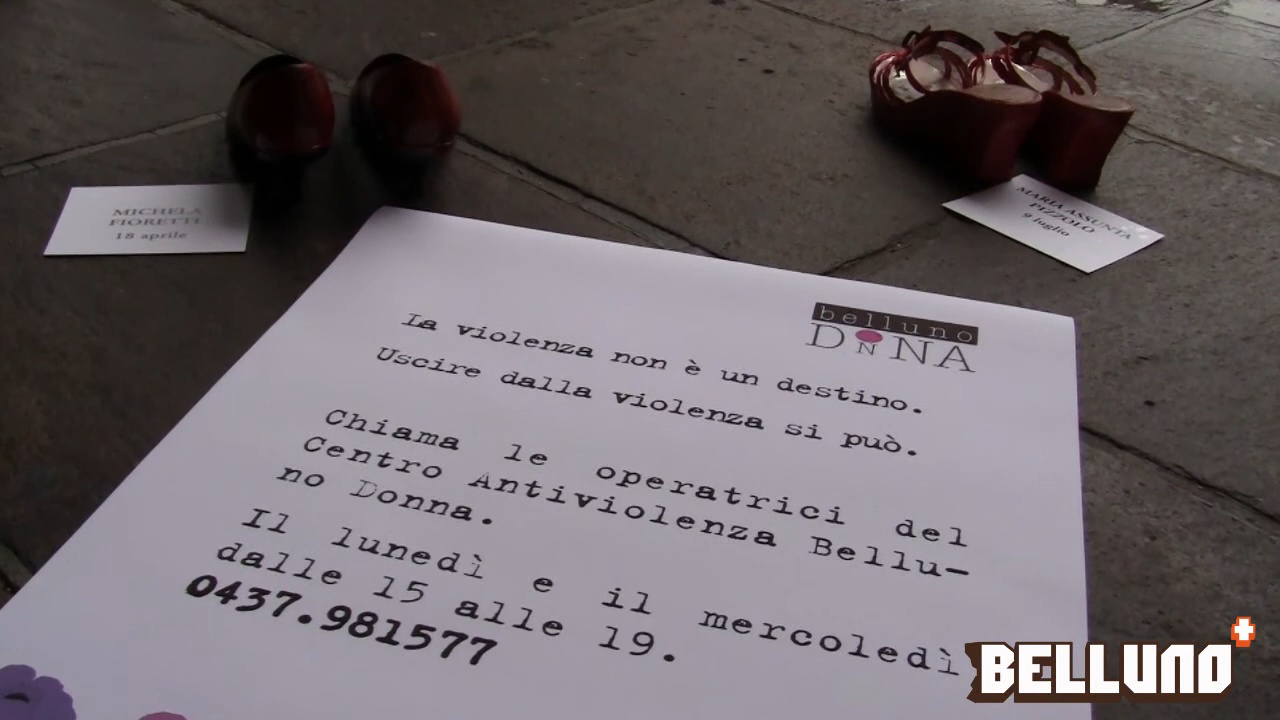 MICHELA
FIORETTI
18 aprile
MARIA ASSUNTA
PIZZOLO
9 luglio
belluno
DoNNA
La violenza non è un destino.
Uscire dalla violenza si può.
Chiama le operatrici del
Centro Antiviolenza Bellu-
no Donna.
Il lunedì e il mercoledì
dalle 15 alle 19.
0437.981577
BELLUNO+